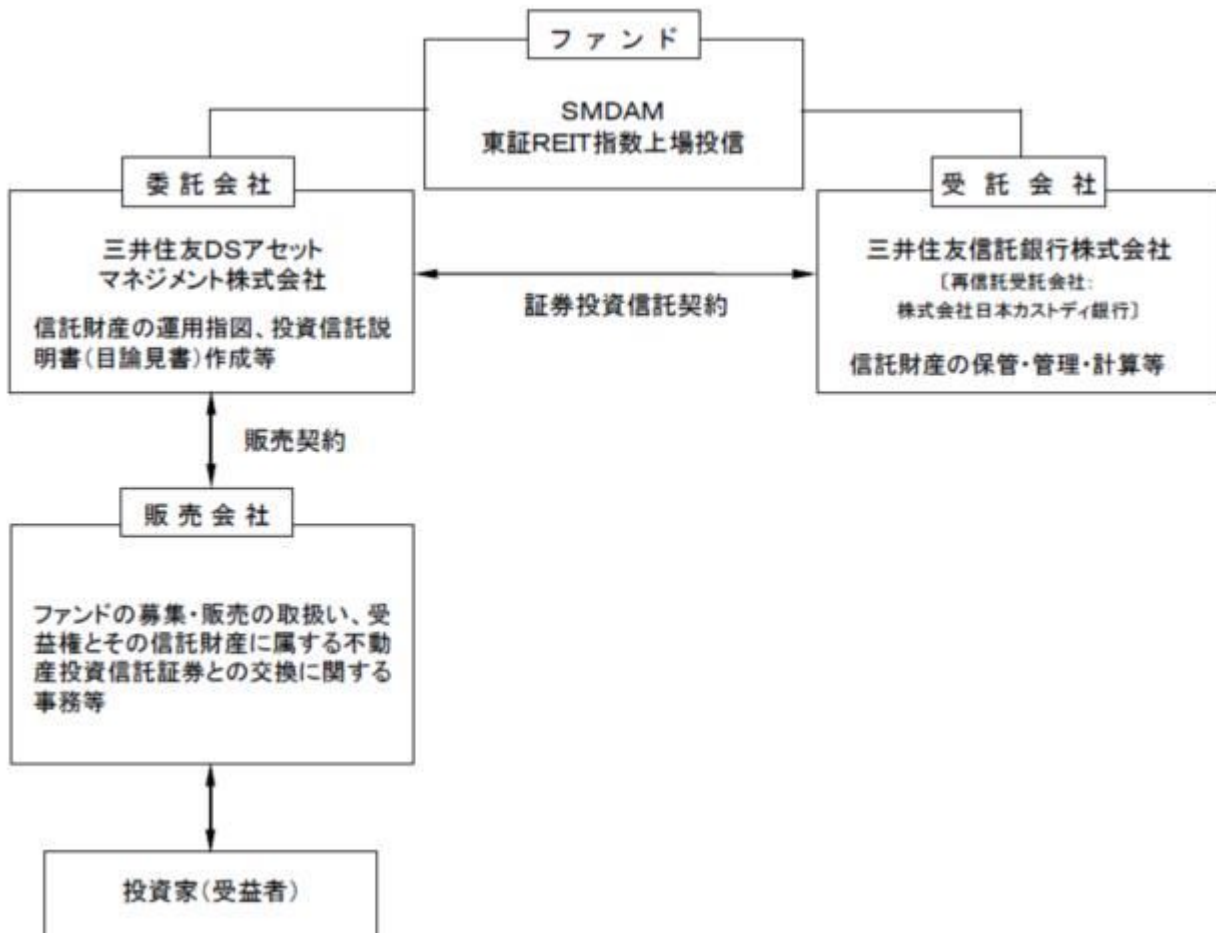 ファンド
SMDAM
東証REIT指数上場投信
委託会社
三井住友DSアセット
マネジメント株式会社
信託財産の運用指図、投資信託説
明書(目論見書)作成等
証券投資信託契約
受託会社
三井住友信託銀行株式会社
〔再信託受託会社:
株式会社日本カストディ銀行〕
信託財産の保管・管理・計算等
販売契約
販売会社
ファンドの募集・販売の取扱い、受
益権とその信託財産に属する不動
産投資信託証券との交換に関する
事務等
投資家(受益者)